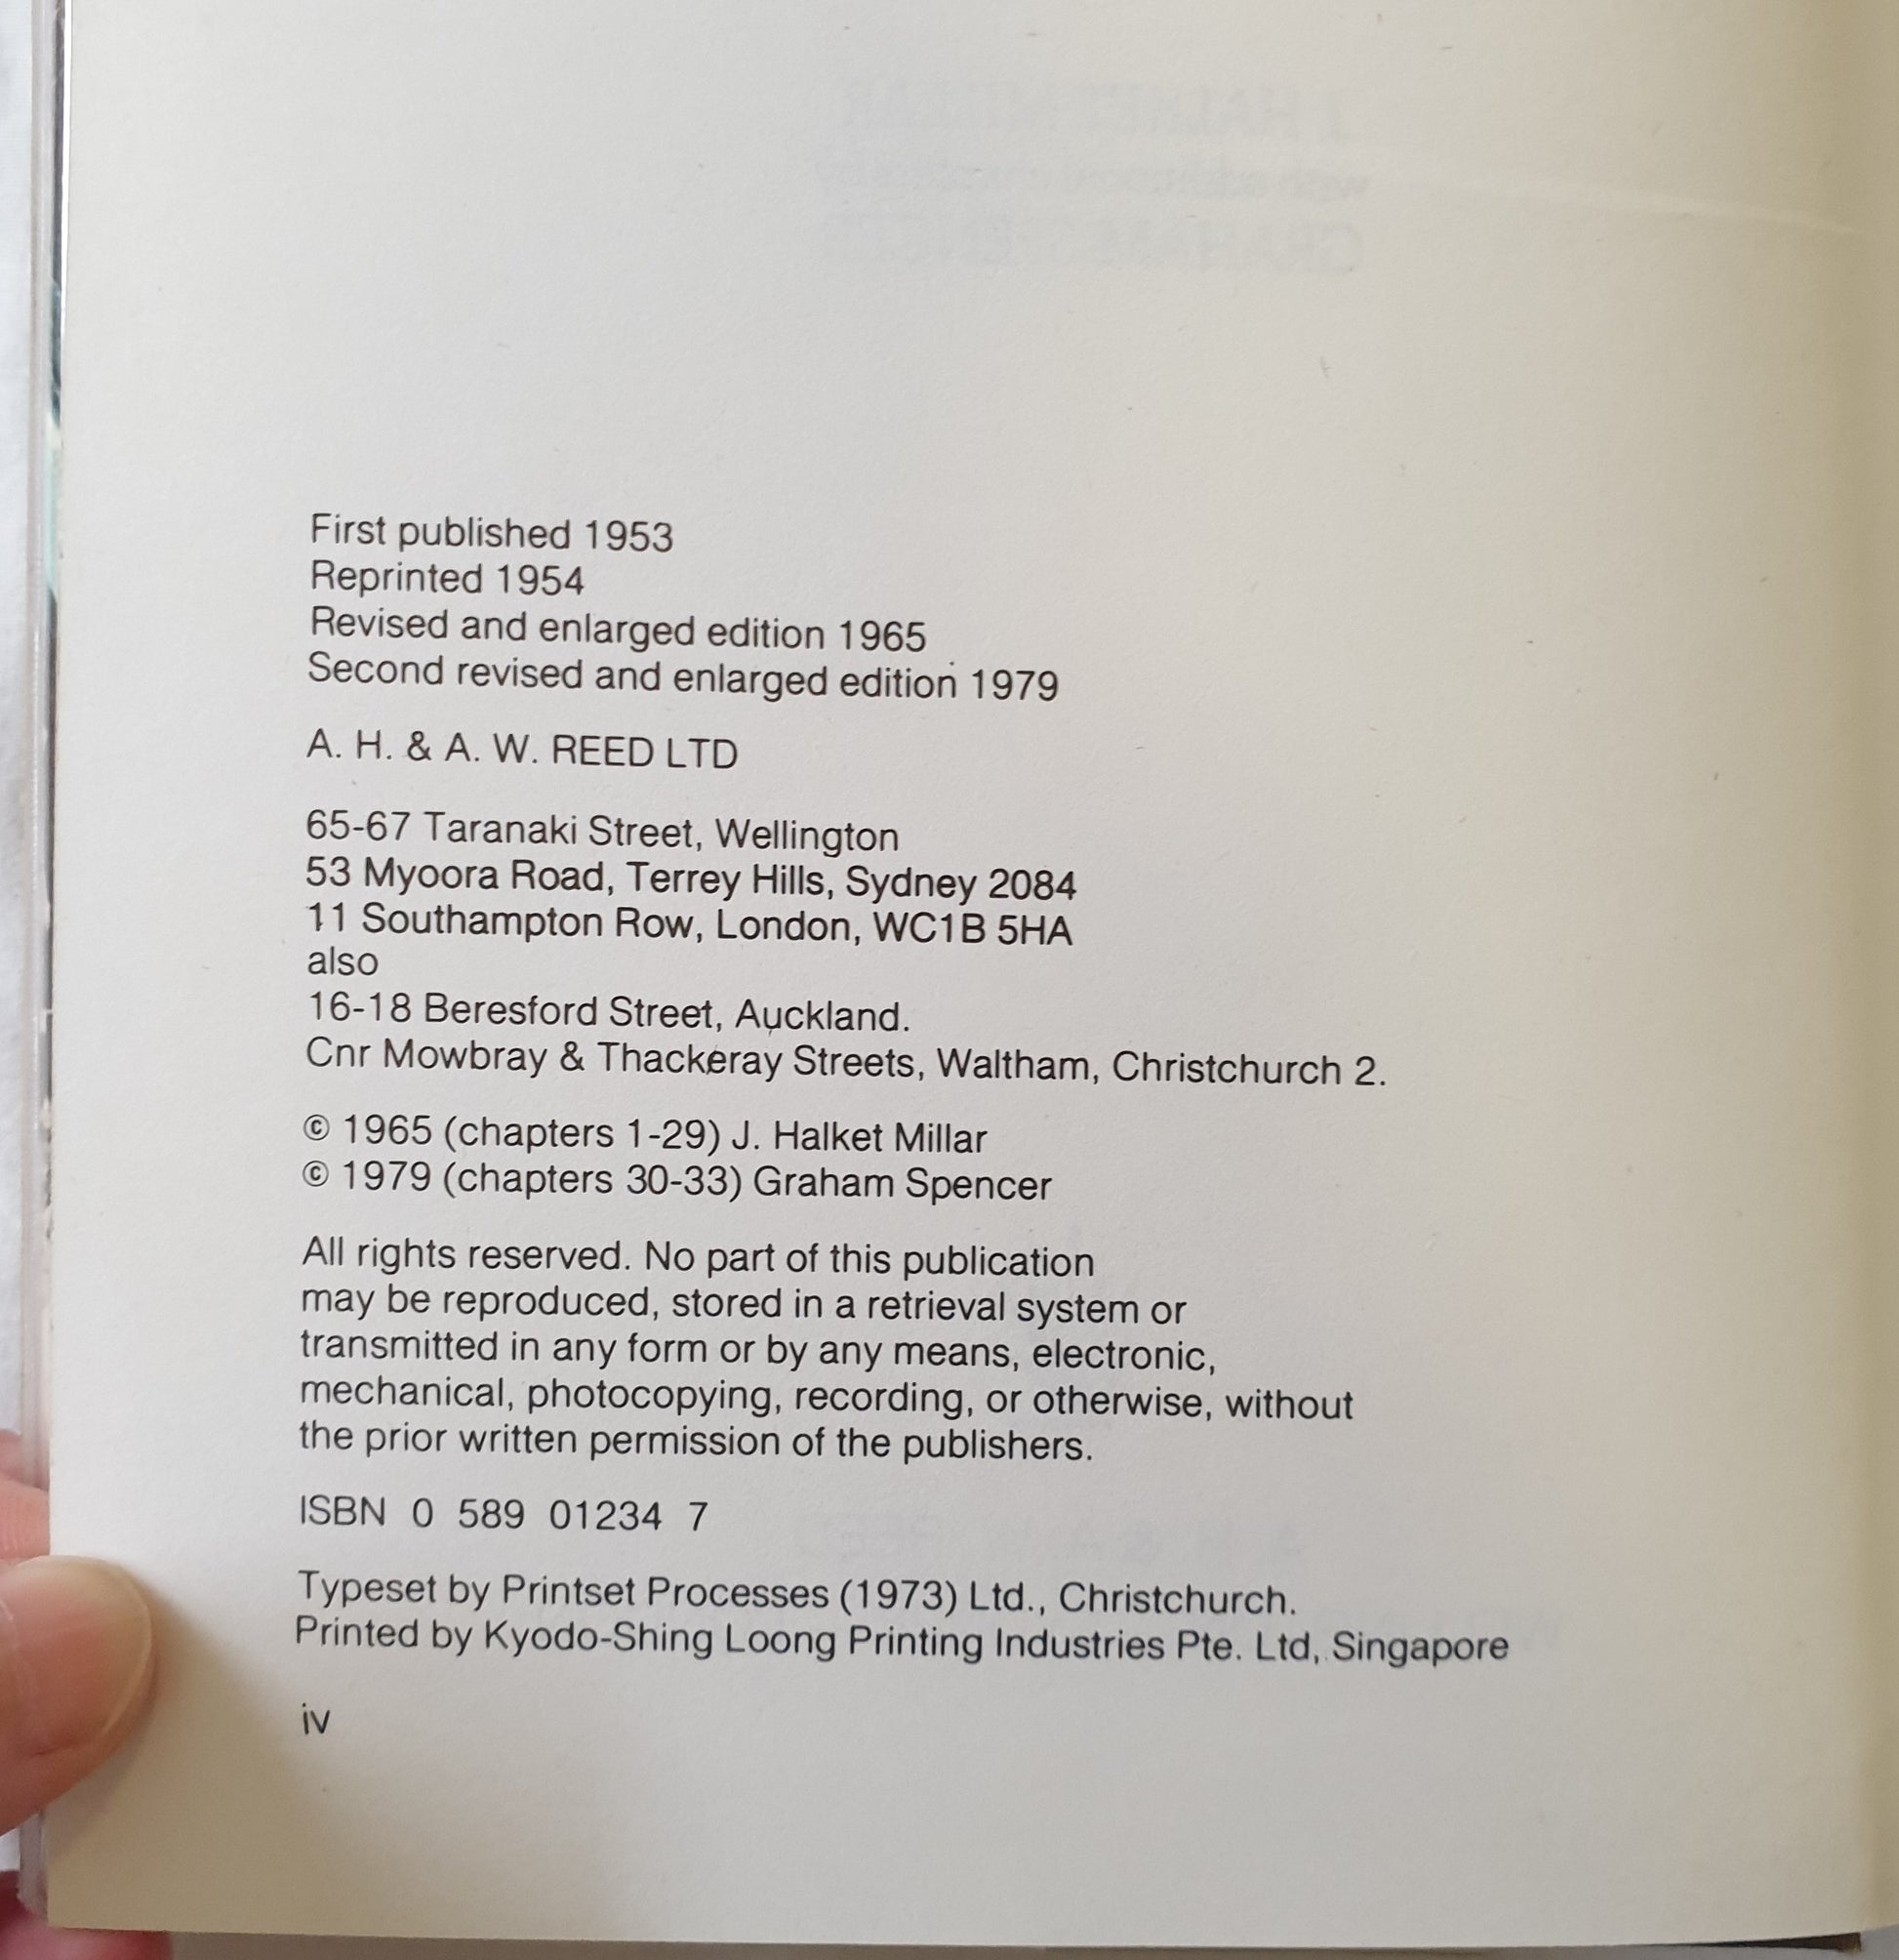 First published 1953
Reprinted 1954
Revised and enlarged edition 1965
Second revised and enlarged edition 1979
A. H. & A. W. REED LTD
65-67 Taranaki Street, Wellington
53 Myoora Road, Terrey Hills, Sydney 2084
11 Southampton Row, London, WC1B 5HA
also
16-18 Beresford Street, Auckland.
Cnr Mowbray & Thackeray Streets, Waltham, Christchurch 2.
© 1965 (chapters 1-29) J. Halket Millar
© 1979 (chapters 30-33) Graham Spencer
All rights reserved. No part of this publication
may be reproduced, stored in a retrieval system or
transmitted in any form or by any means, electronic,
mechanical, photocopying, recording, or otherwise, without
the prior written permission of the publishers.
ISBN 0 589 01234 7
Typeset by Printset Processes (1973) Ltd., Christchurch.
Printed by Kyodo-Shing Loong Printing Industries Pte. Ltd, Singapore
iv